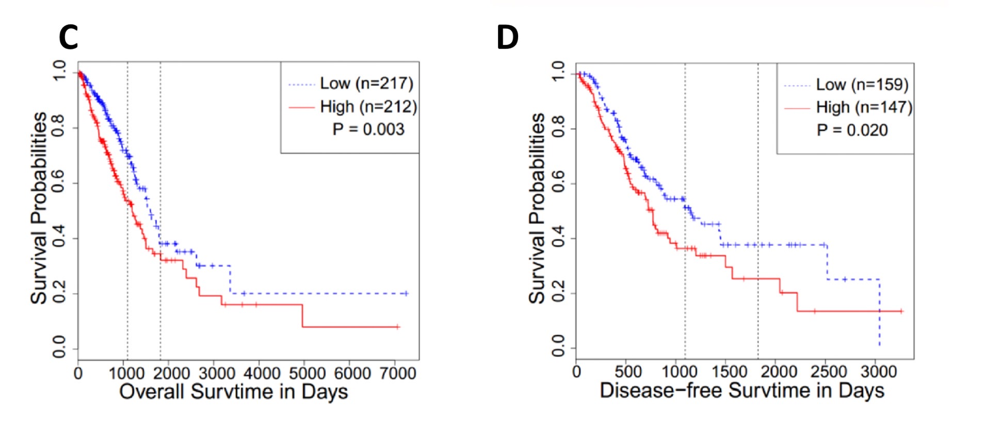 C
Survival Probabilities
1.0
0.8
0.6
0.4
0.2
0.0
Low (n=217)
High (n=212)
P = 0.003
0 1000 2000 3000 4000 5000 6000 7000
Overall Survtime in Days
D
Survival Probabilities
1.0
0.8
0.6
0.4
0.2
0.0
Low (n=159)
High (n=147)
P = 0.020
0 500 1000 1500 2000 2500 3000
Disease−free Survtime in Days